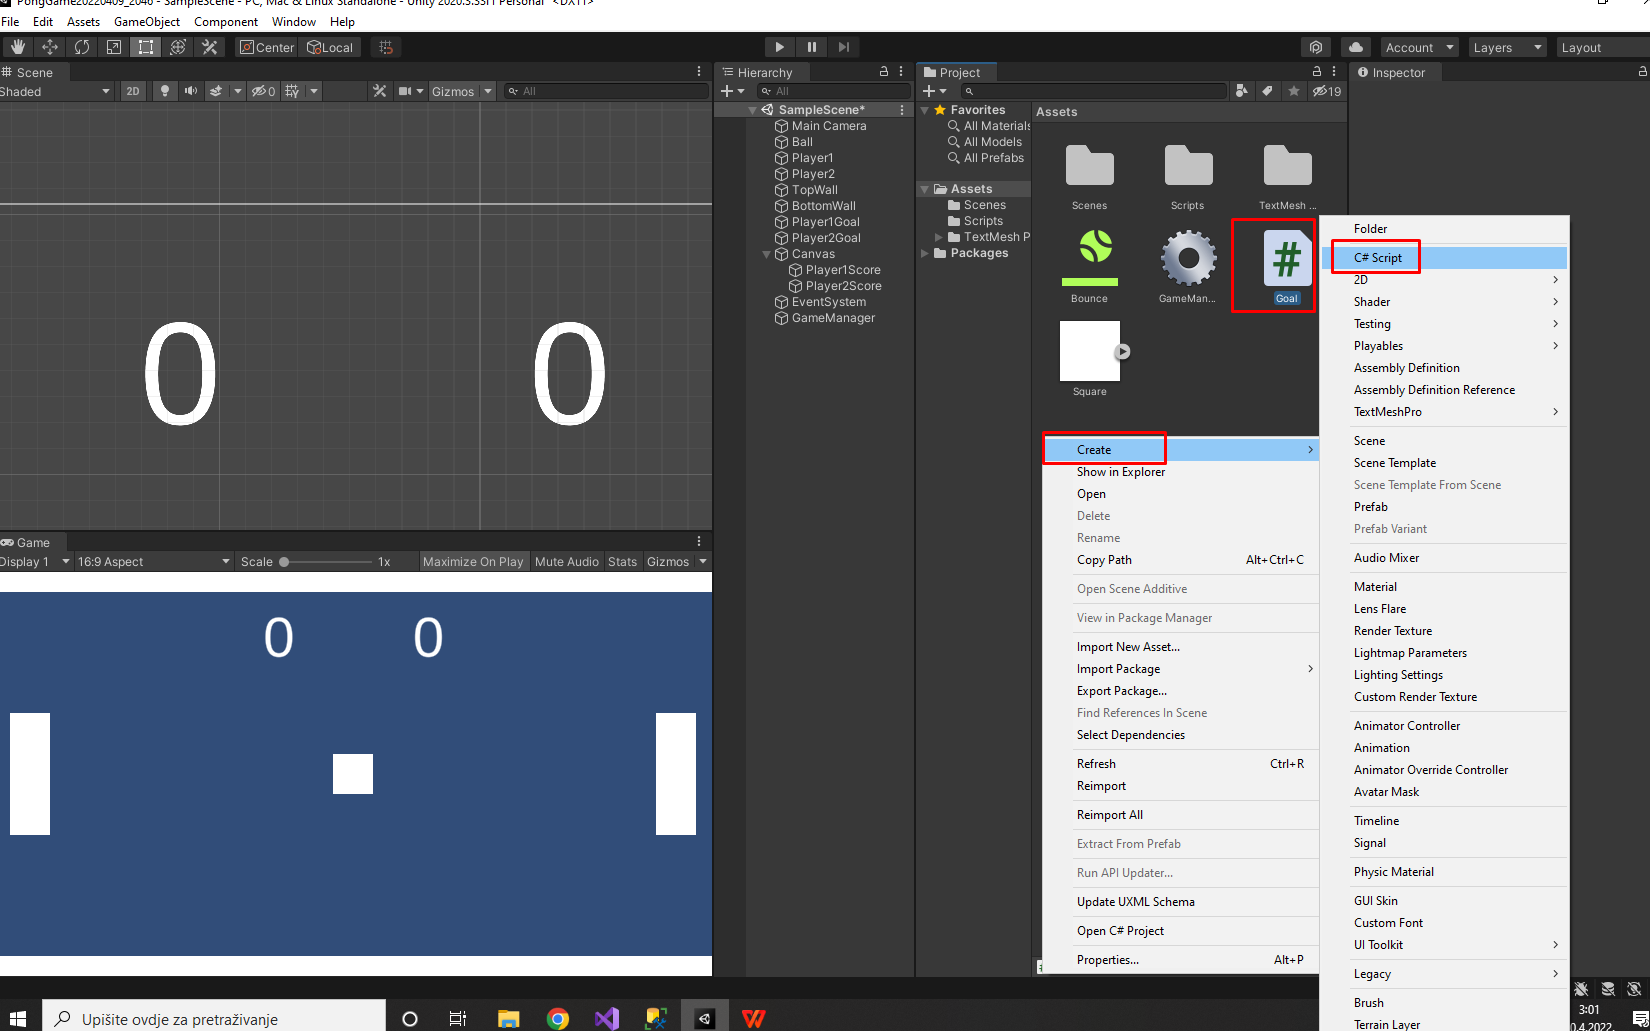 PongGame20220409_2046 - SampleScene - PC, Mac & Linux Standalone - Unity 2020.3.33f1 Personal <DX11>
File Edit Assets GameObject Component Window Help
Center Local Account Layers Layout
Scene
Shaded 2D 0 Gizmos All
0 0
Game
Display 1 16:9 Aspect Scale 1x Maximize On Play Mute Audio Stats Gizmos
0 0
Hierarchy
All
SampleScene*
Main Camera
Ball
Player1
Player2
TopWall
BottomWall
Player1Goal
Player2Goal
Canvas
Player1Score
Player2Score
EventSystem
GameManager
Project
19
Favorites
All Materials
All Models
All Prefabs
Assets
Scenes
Scripts
TextMesh P
Packages
Assets
Scenes Scripts TextMesh ...
Bounce GameMan... # Goal
Square
Inspector
Create
Show in Explorer
Open
Delete
Rename
Copy Path Alt+Ctrl+C
Open Scene Additive
View in Package Manager
Import New Asset...
Import Package
Export Package...
Find References In Scene
Select Dependencies
Refresh Ctrl+R
Reimport
Reimport All
Extract From Prefab
Run API Updater...
Update UXML Schema
Open C# Project
Properties... Alt+P
Folder
C# Script
2D
Shader
Testing
Playables
Assembly Definition
Assembly Definition Reference
TextMeshPro
Scene
Scene Template
Scene Template From Scene
Prefab
Prefab Variant
Audio Mixer
Material
Lens Flare
Render Texture
Lightmap Parameters
Lighting Settings
Custom Render Texture
Animator Controller
Animation
Animator Override Controller
Avatar Mask
Timeline
Signal
Physic Material
GUI Skin
Custom Font
UI Toolkit
Legacy
Brush
Terrain Layer
Upišite ovdje za pretraživanje
3:01
0.4.2022.